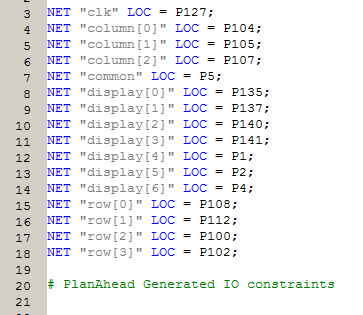 3 NET "clk" LOC = P127;
4 NET "column[0]" LOC = P104;
5 NET "column[1]" LOC = P105;
6 NET "column[2]" LOC = P107;
7 NET "common" LOC = P5;
8 NET "display[0]" LOC = P135;
9 NET "display[1]" LOC = P137;
10 NET "display[2]" LOC = P140;
11 NET "display[3]" LOC = P141;
12 NET "display[4]" LOC = P1;
13 NET "display[5]" LOC = P2;
14 NET "display[6]" LOC = P4;
15 NET "row[0]" LOC = P108;
16 NET "row[1]" LOC = P112;
17 NET "row[2]" LOC = P100;
18 NET "row[3]" LOC = P102;
19
20 # PlanAhead Generated IO constraints
21